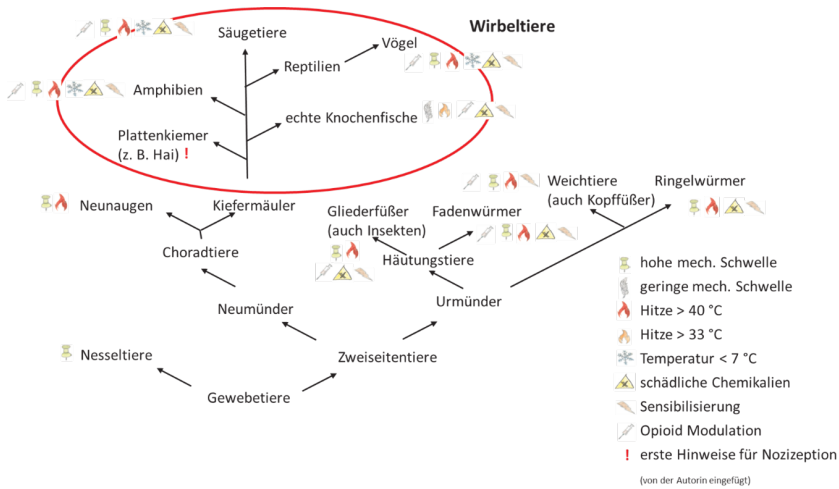 Wirbeltiere
Säugetiere
Vögel
Reptilien
Amphibien
echte Knochenfische
Plattenkiemer
(z. B. Hai) !
Neunaugen
Kiefermäuler
Gliederfüßer
(auch Insekten)
Fadenwürmer
Weichtiere
(auch Kopffüßer)
Ringelwürmer
Choradtiere
Häutungstiere
Neumünder
Urmünder
Nesseltiere
Zweiseitentiere
Gewebetiere
hohe mech. Schwelle
geringe mech. Schwelle
Hitze > 40 °C
Hitze > 33 °C
Temperatur < 7 °C
schädliche Chemikalien
Sensibilisierung
Opioid Modulation
! erste Hinweise für Nozizeption
(von der Autorin eingefügt)